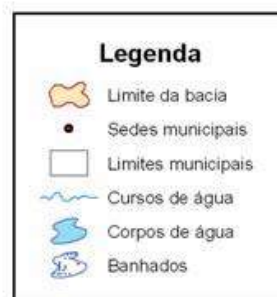 Legenda
Limite da bacia
Sedes municipais
Limites municipais
Cursos de água
Corpos de água
Banhados